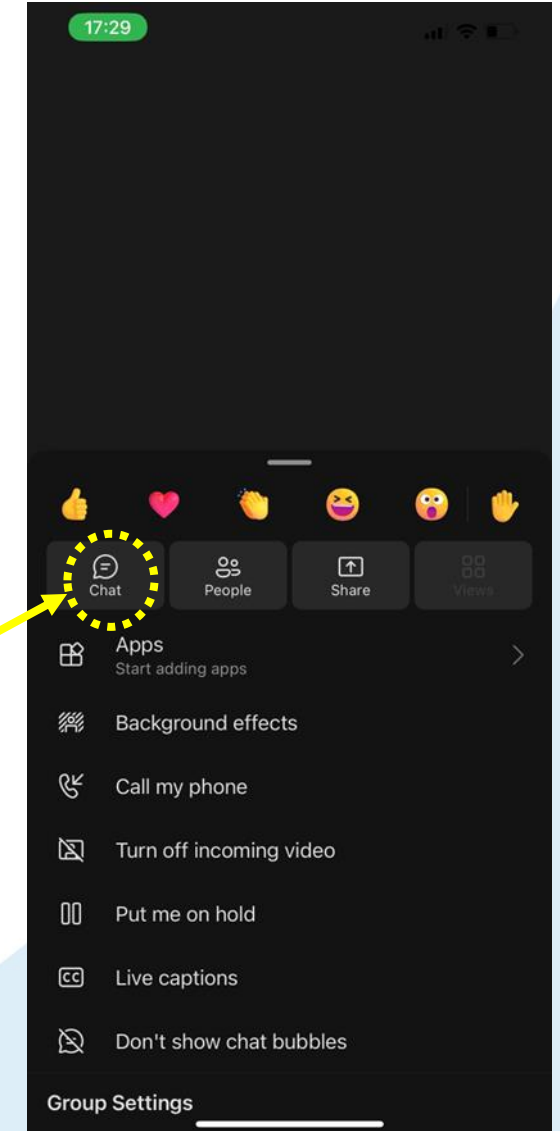 17:29
Chat People Share Views
Apps
Start adding apps
Background effects
Call my phone
Turn off incoming video
Put me on hold
CC Live captions
Don't show chat bubbles
Group Settings